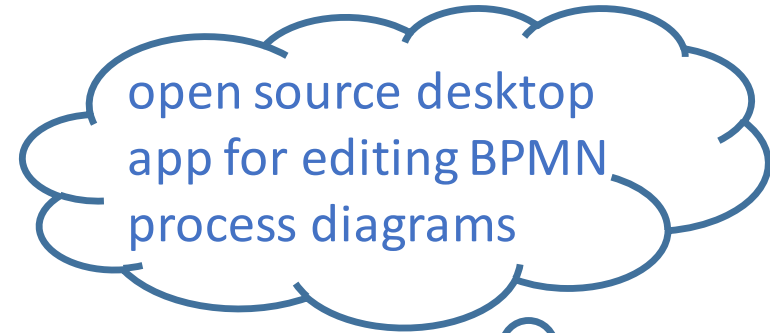 open source desktop
app for editing BPMN
process diagrams